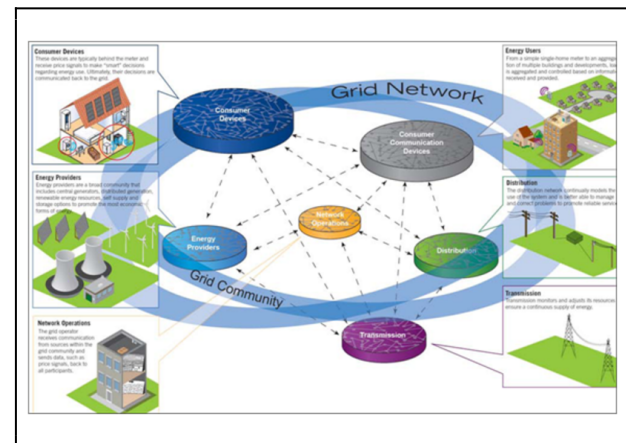 Consumer Devices
These devices are typically behind the meter and
receive price signals to make "smart" decisions
regarding energy use. Ultimately, their decisions are
communicated back to the grid.
Energy Users
From a simple single-home meter to an aggrega
tion of multiple buildings and developments,
is aggregated and controlled based on informati
received and provided.
Grid Network
Consumer
Devices
Consumer
Communication
Devices
Energy Providers
Energy providers are a broad community that
includes central generation, distributed generation,
renewable energy resources, self supply and
storage options to promote the most economic
forms of
Distribution
The distribution network continually models the
use of the system and is better able to manage
and correct problems to provide reliable service
Network
Operations
Energy
Providers
Distribution
Grid Community
Transmission
Transmission monitors and adjusts its resources
ensure a continuous supply of energy.
Network Operations
The grid operator
receives communication
from sources within the
grid community and
sends data, such as
price signals, back to
all participants.
Transmission